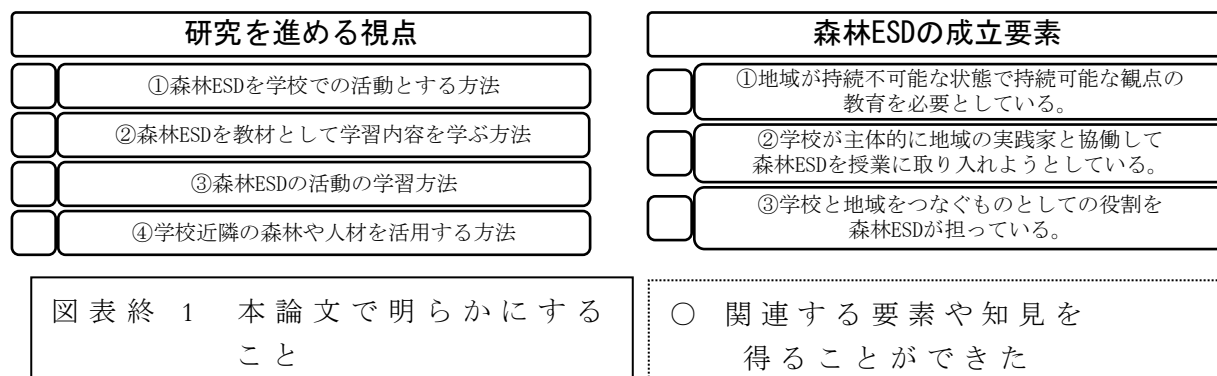 研究を進める視点
①森林ESDを学校での活動とする方法
②森林ESDを教材として学習内容を学ぶ方法
③森林ESDの活動の学習方法
④学校近隣の森林や人材を活用する方法
森林ESDの成立要素
①地域が持続不可能な状態で持続可能な観点の
教育を必要としている。
②学校が主体的に地域の実践家と協働して
森林ESDを授業に取り入れようとしている。
③学校と地域をつなぐものとしての役割を
森林ESDが担っている。
図表終 1 本論文で明らかにする
こと
○ 関連する要素や知見を
得ることができた